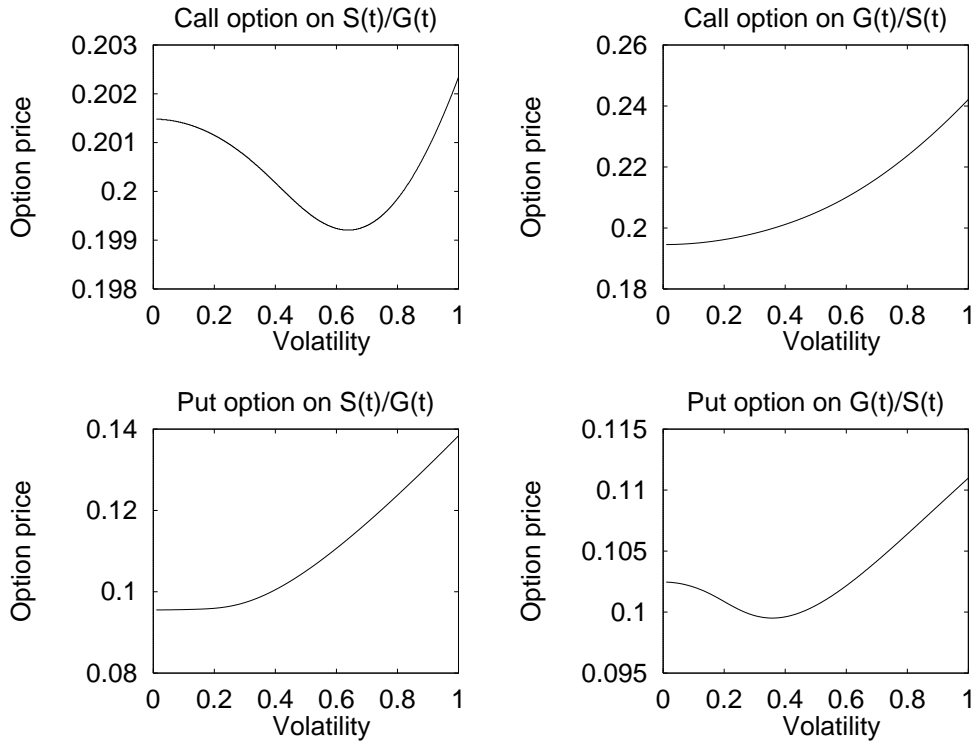 Call option on S(t)/G(t)
0.203
0.202
0.201
0.2
0.199
0.198
Option price
0 0.2 0.4 0.6 0.8 1
Volatility
Call option on G(t)/S(t)
0.26
0.24
0.22
0.2
0.18
Option price
0 0.2 0.4 0.6 0.8 1
Volatility
Put option on S(t)/G(t)
0.14
0.12
0.1
0.08
Option price
0 0.2 0.4 0.6 0.8 1
Volatility
Put option on G(t)/S(t)
0.115
0.11
0.105
0.1
0.095
Option price
0 0.2 0.4 0.6 0.8 1
Volatility